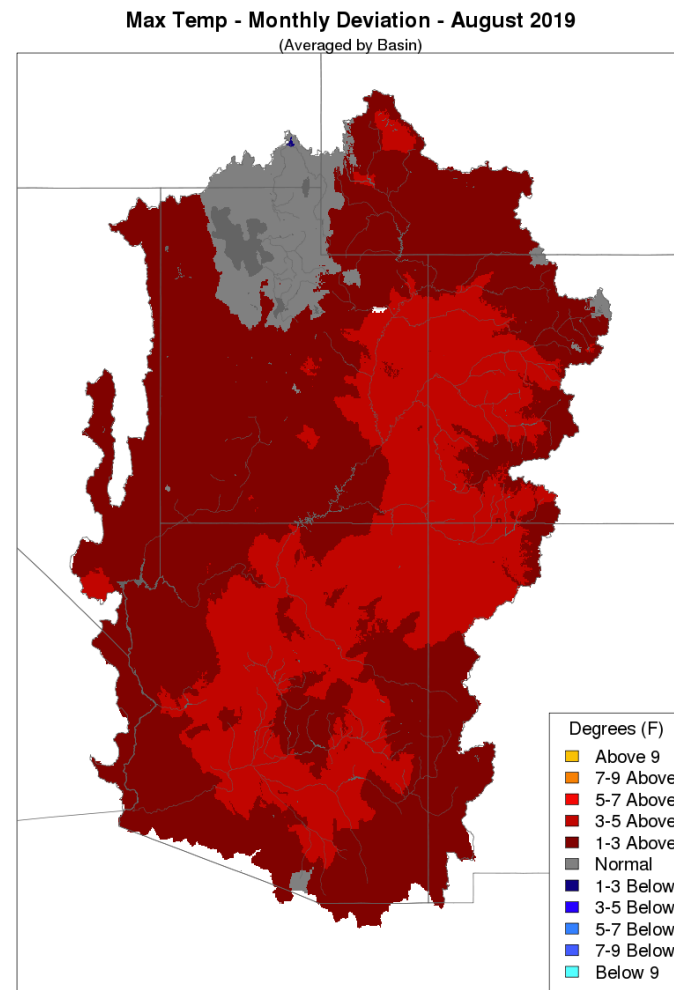 Max Temp - Monthly Deviation - August 2019
(Averaged by Basin)
Degrees (F)
Above 9
7-9 Above
5-7 Above
3-5 Above
1-3 Above
Normal
1-3 Below
3-5 Below
5-7 Below
7-9 Below
Below 9